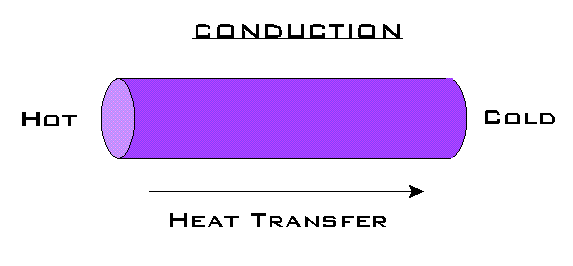 CONDUCTION
HOT
COLD
HEAT TRANSFER